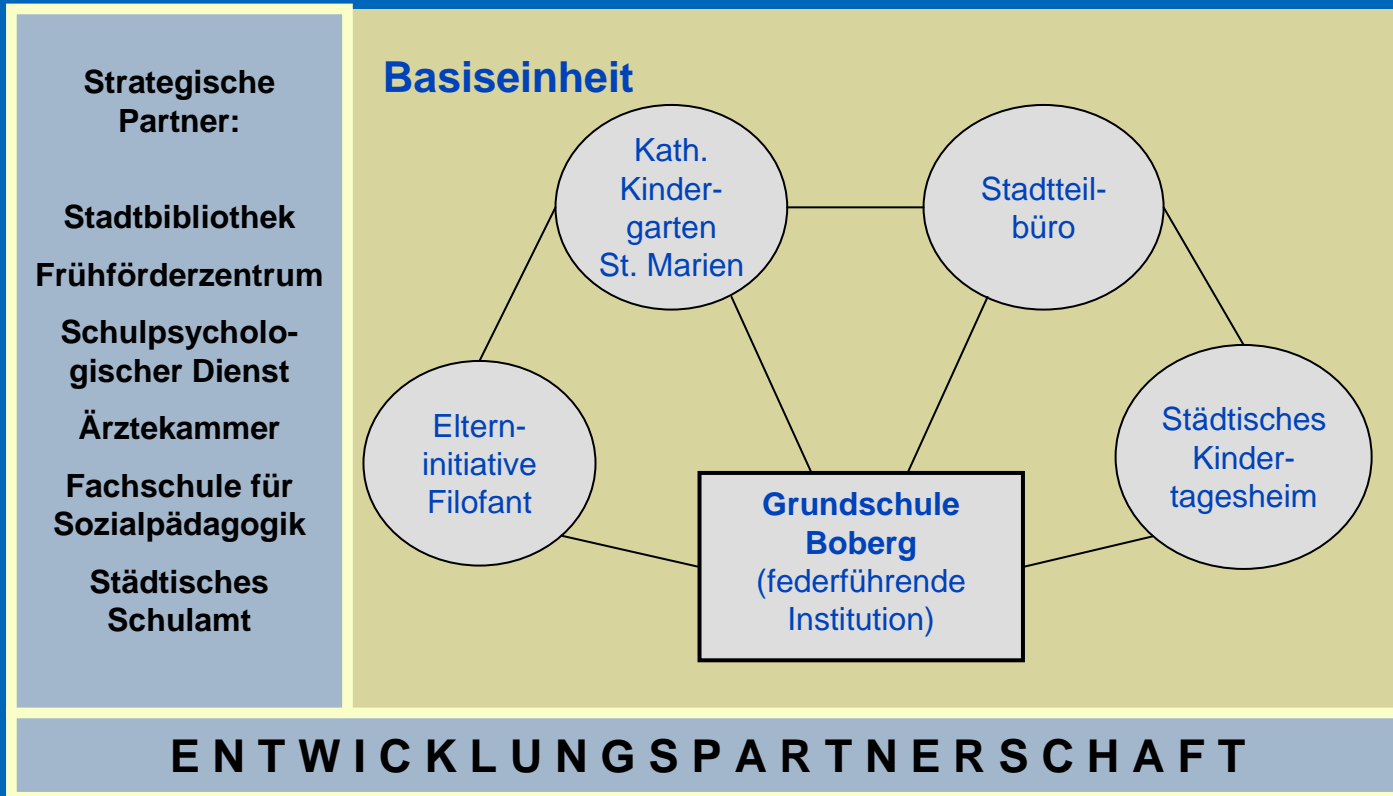 Strategische
Partner:
Stadtbibliothek
Frühförderzentrum
Schulpsycholo-
gischer Dienst
Ärztekammer
Fachschule für
Sozialpädagogik
Städtisches
Schulamt
Basiseinheit
Kath.
Kinder-
garten
St. Marien
Stadtteil-
büro
Eltern-
initiative
Filofant
Grundschule
Boberg
(federführende
Institution)
Städtisches
Kinder-
tagesheim
ENTWICKLUNGSPARTNERSCHAFT